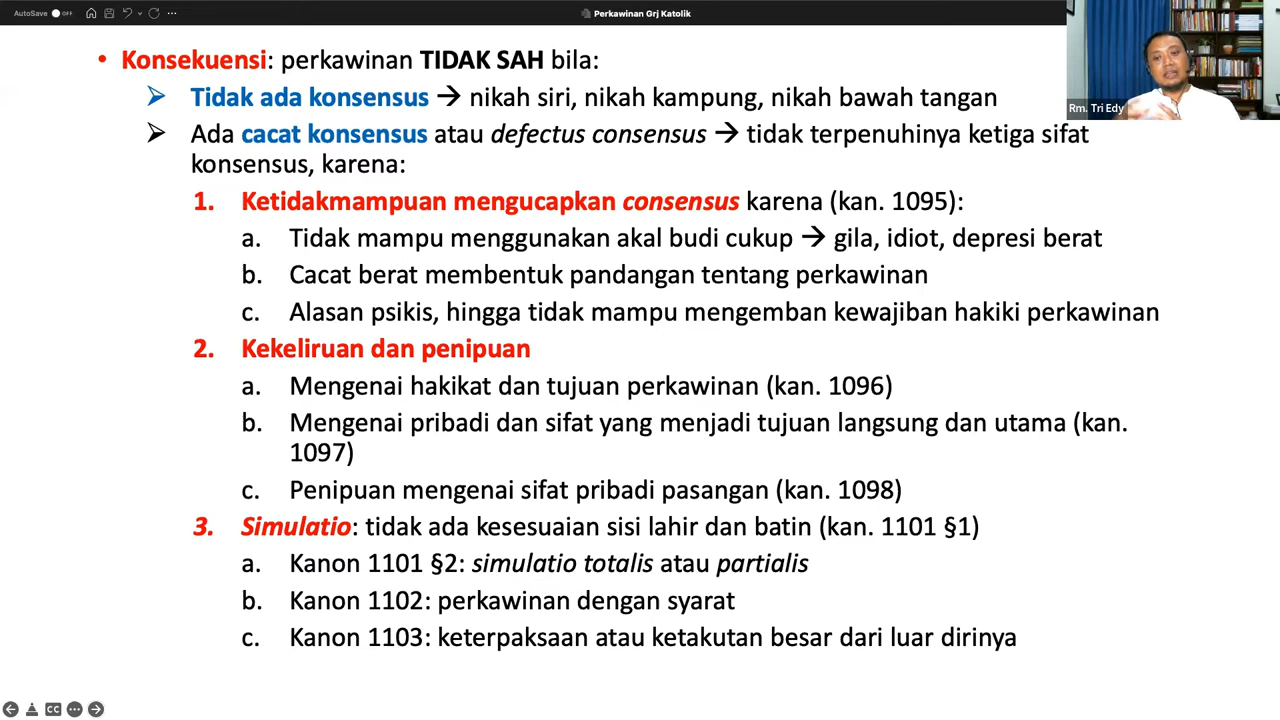 AutoSave OFF
Perkawinan Grj Katolik
• Konsekuensi: perkawinan TIDAK SAH bila:
➢ Tidak ada konsensus → nikah siri, nikah kampung, nikah bawah tangan
➢ Ada cacat konsensus atau defectus consensus → tidak terpenuhinya ketiga sifat
konsensus, karena:
1. Ketidakmampuan mengucapkan consensus karena (kan. 1095):
a. Tidak mampu menggunakan akal budi cukup → gila, idiot, depresi berat
b. Cacat berat membentuk pandangan tentang perkawinan
c. Alasan psikis, hingga tidak mampu mengemban kewajiban hakiki perkawinan
2. Kekeliruan dan penipuan
a. Mengenai hakikat dan tujuan perkawinan (kan. 1096)
b. Mengenai pribadi dan sifat yang menjadi tujuan langsung dan utama (kan.
1097)
c. Penipuan mengenai sifat pribadi pasangan (kan. 1098)
3. Simulatio: tidak ada kesesuaian sisi lahir dan batin (kan. 1101 §1)
a. Kanon 1101 §2: simulatio totalis atau partialis
b. Kanon 1102: perkawinan dengan syarat
c. Kanon 1103: keterpaksaan atau ketakutan besar dari luar dirinya
Rm. Tri Edy
CC